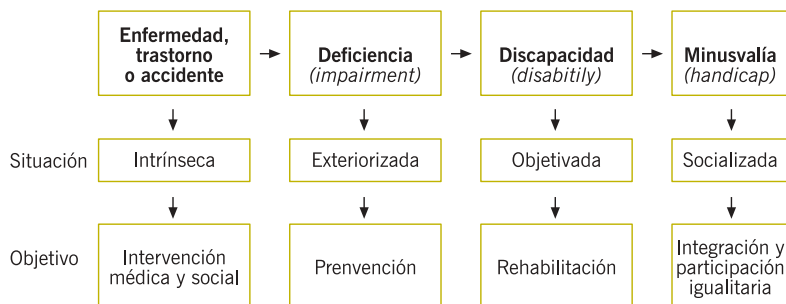 Enfermedad,
trastorno
o accidente
Deficiencia
(impairment)
Discapacidad
(disabitily)
Minusvalía
(handicap)
Situación
Intrínseca
Exteriorizada
Objetivada
Socializada
Objetivo
Intervención
médica y social
Prenvención
Rehabilitación
Integración y
participación
igualitaria